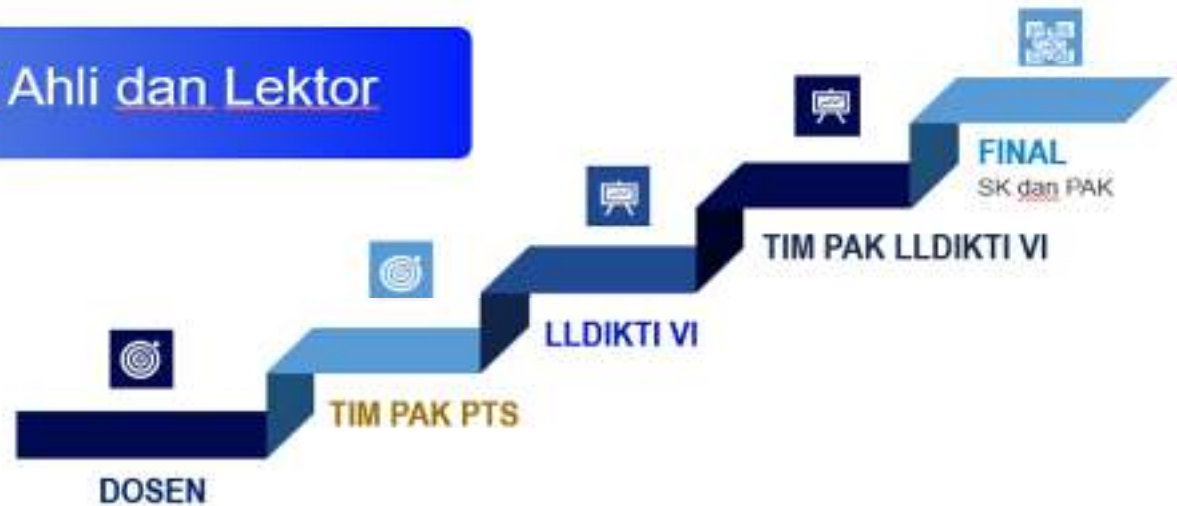 Ahli dan Lektor
FINAL
SK dan PAK
TIM PAK LLDIKTI VI
LLDIKTI VI
TIM PAK PTS
DOSEN